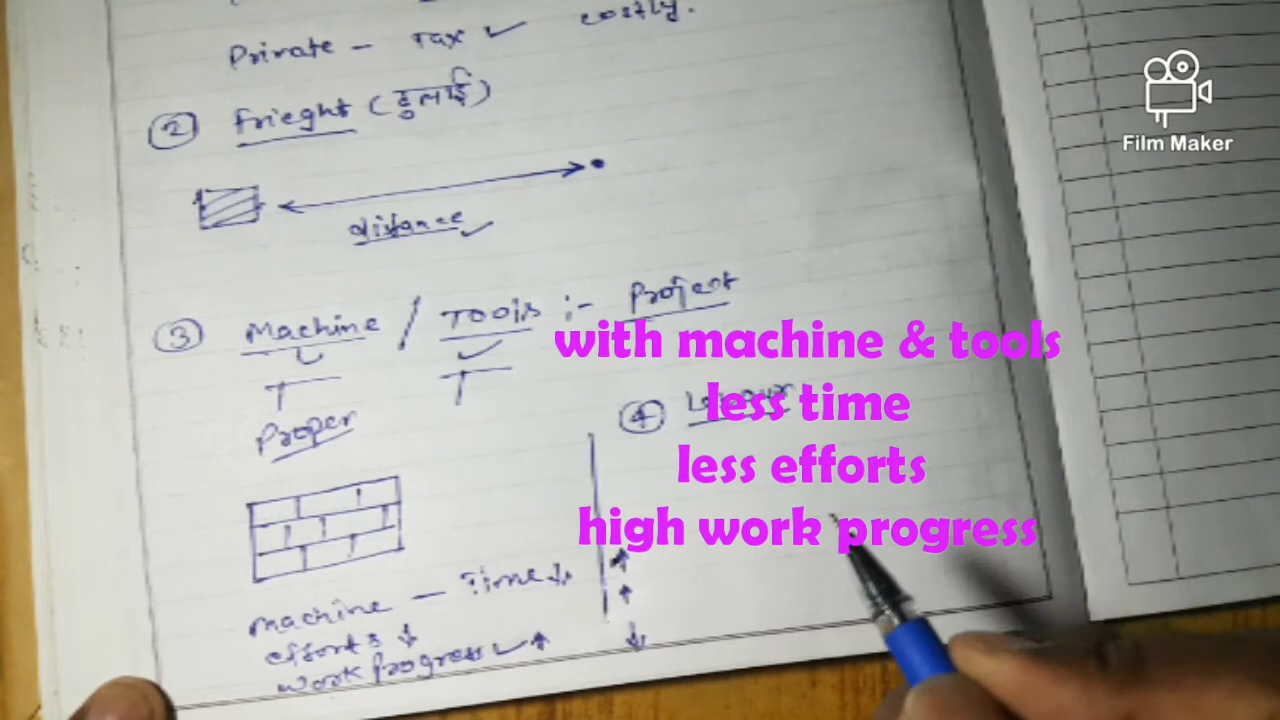 Private - Tax ✓ costly.
② Frieght (ढुलाई)
distance ✓
③ Machine / Tools :- Project
Proper
④ Labour
Machine - Time ↓
efforts ↓
work progress ✓ ↑
with machine & tools
less time
less efforts
high work progress
Film Maker